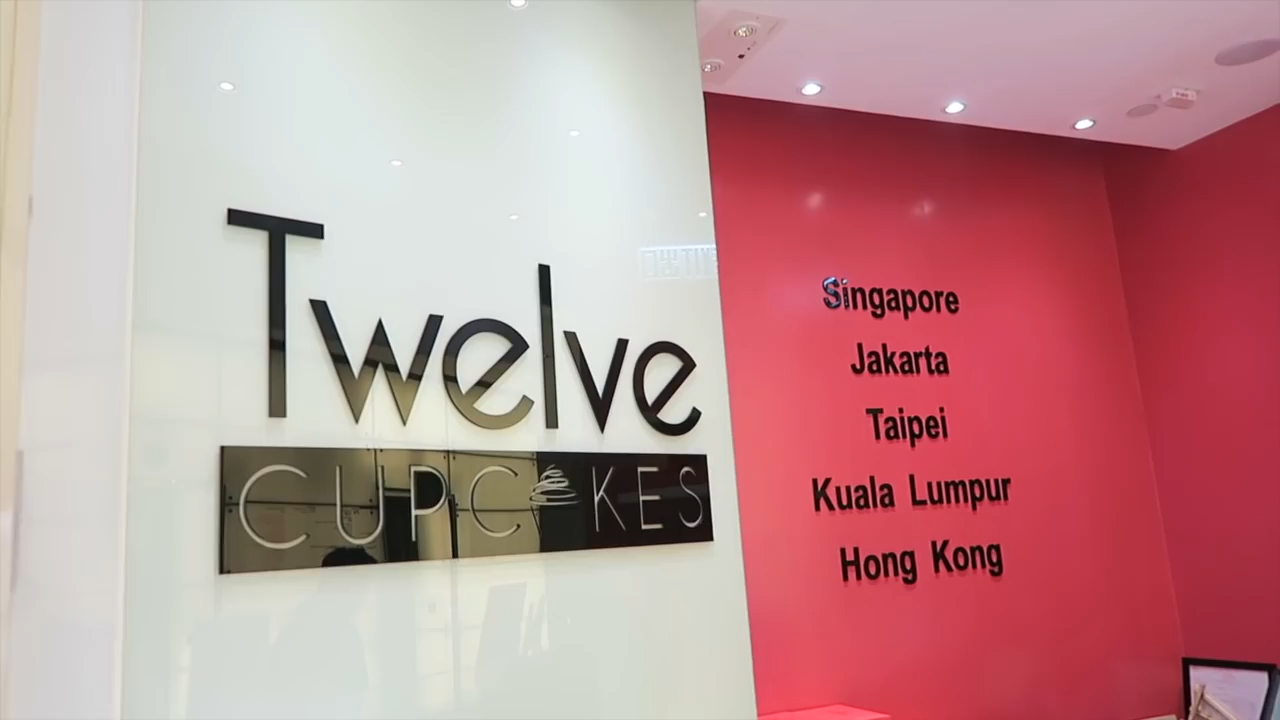 Twelve
CUPCAKES
Singapore
Jakarta
Taipei
Kuala Lumpur
Hong Kong